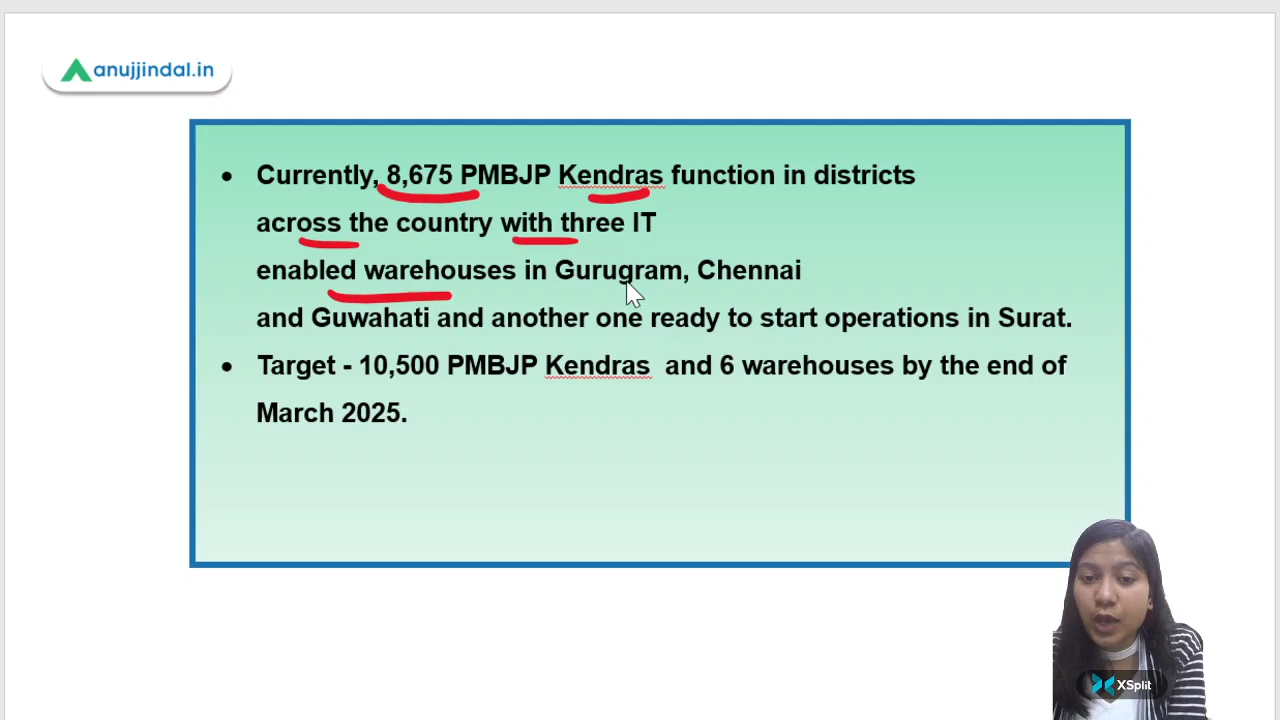 anujjindal.in
• Currently, 8,675 PMBJP Kendras function in districts
across the country with three IT
enabled warehouses in Gurugram, Chennai
and Guwahati and another one ready to start operations in Surat.
• Target - 10,500 PMBJP Kendras and 6 warehouses by the end of
March 2025.
XSplit